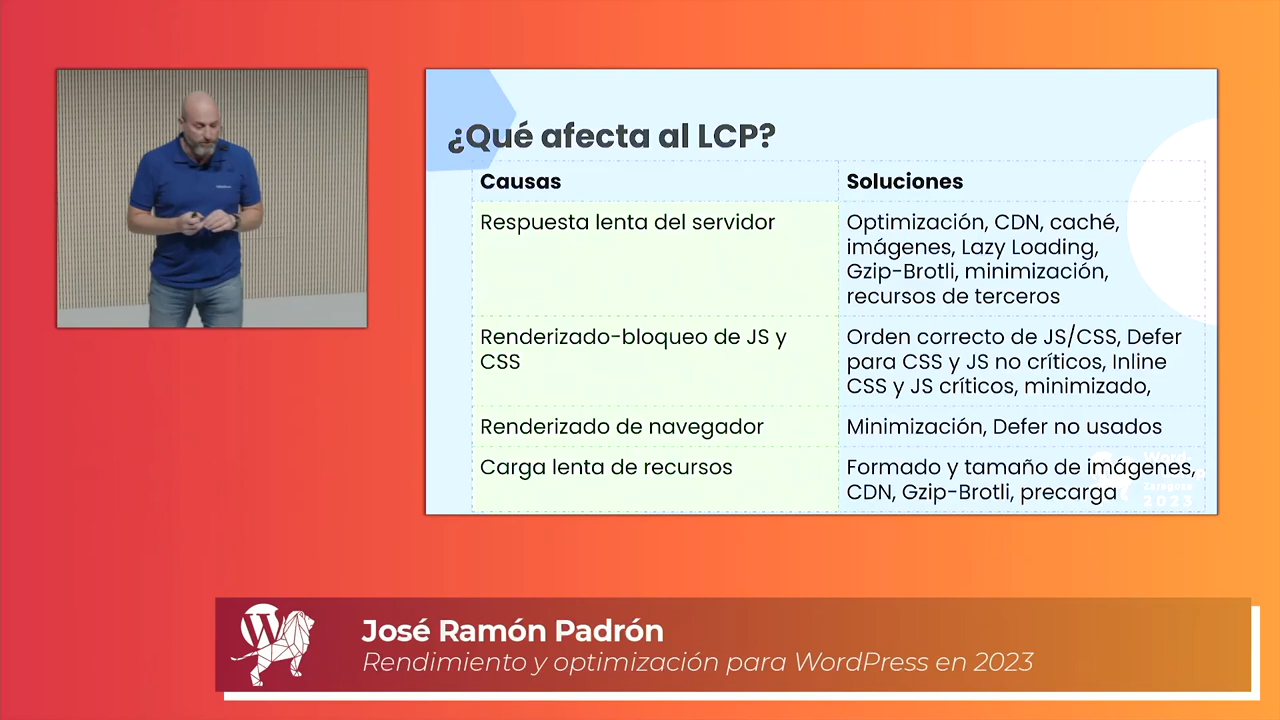 ¿Qué afecta al LCP?
Causas
Soluciones
Respuesta lenta del servidor
Optimización, CDN, caché,
imágenes, Lazy Loading,
Gzip-Brotli, minimización,
recursos de terceros
Renderizado-bloqueo de JS y
CSS
Orden correcto de JS/CSS, Defer
para CSS y JS no críticos, Inline
CSS y JS críticos, minimizado,
Renderizado de navegador
Minimización, Defer no usados
Carga lenta de recursos
Formado y tamaño de imágenes,
CDN, Gzip-Brotli, precarga
Zaragoza
2023
José Ramón Padrón
Rendimiento y optimización para WordPress en 2023